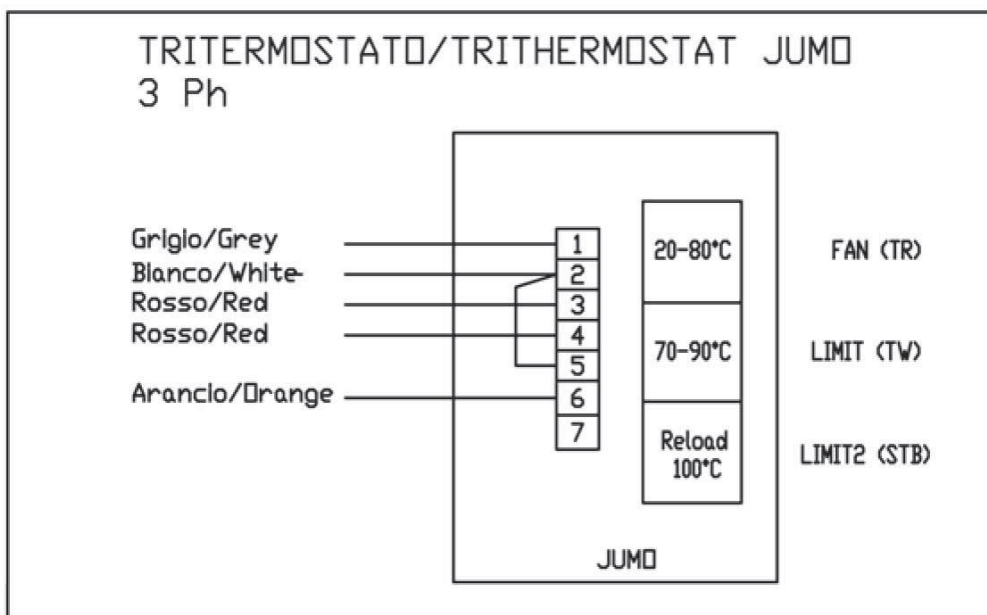 TRITERMOSTATO/TRITHERMOSTAT JUMO
3 Ph
Grigio/Grey
Bianco/White
Rosso/Red
Rosso/Red
Arancio/Orange
1
2
3
4
5
6
7
20-80°C
FAN (TR)
70-90°C
LIMIT (TW)
Reload
100°C
LIMIT2 (STB)
JUMO